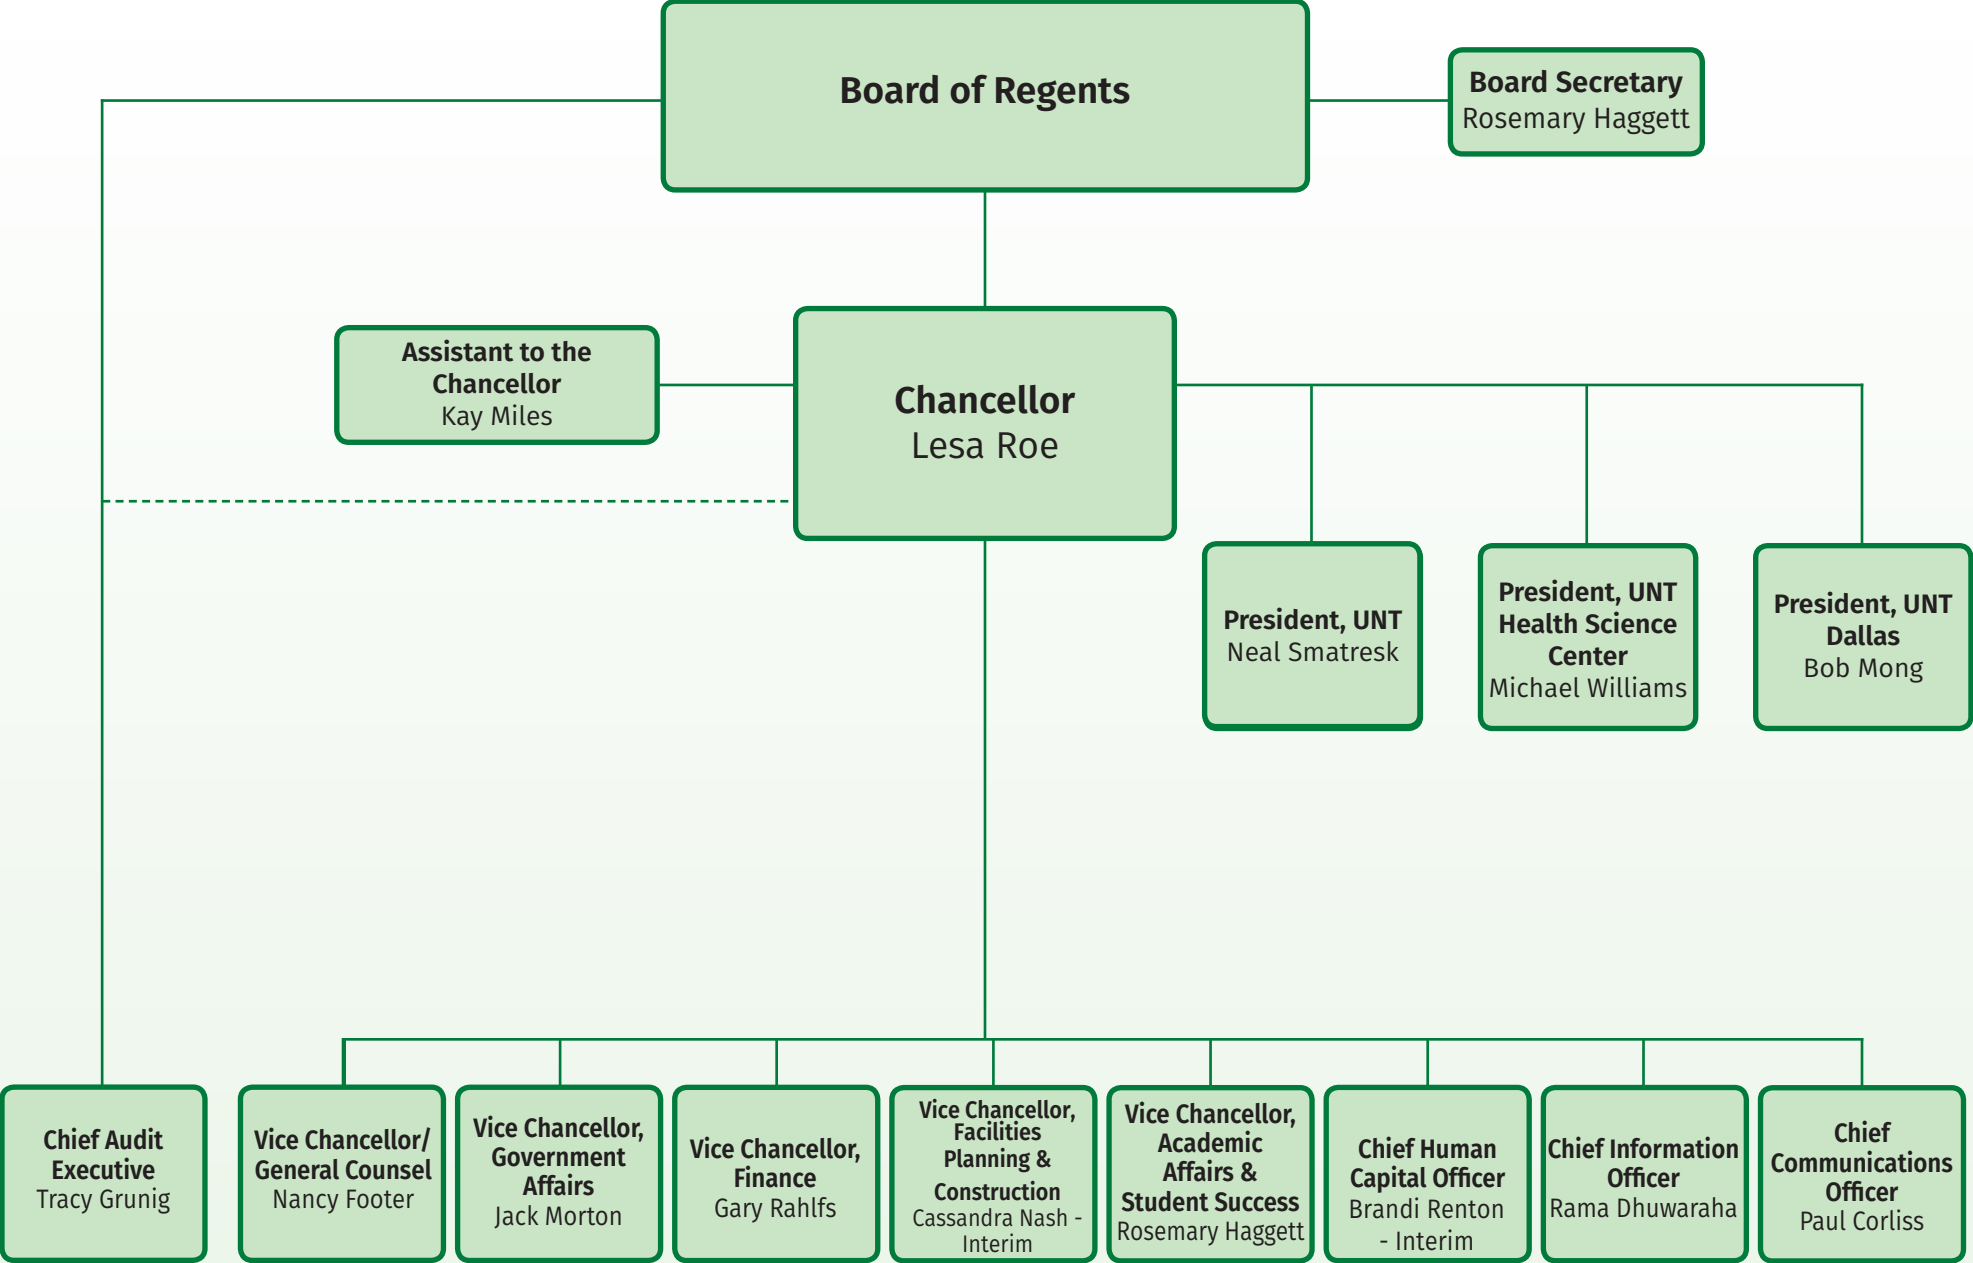 Board of Regents
Board Secretary
Rosemary Haggett
Assistant to the
Chancellor
Kay Miles
Chancellor
Lesa Roe
President, UNT
Neal Smatresk
President, UNT
Health Science
Center
Michael Williams
President, UNT
Dallas
Bob Mong
Chief Audit
Executive
Tracy Grunig
Vice Chancellor/
General Counsel
Nancy Footer
Vice Chancellor,
Government
Affairs
Jack Morton
Vice Chancellor,
Finance
Gary Rahlfs
Vice Chancellor,
Facilities
Planning &
Construction
Cassandra Nash -
Interim
Vice Chancellor,
Academic
Affairs &
Student Success
Rosemary Haggett
Chief Human
Capital Officer
Brandi Renton
- Interim
Chief Information
Officer
Rama Dhuwaraha
Chief
Communications
Officer
Paul Corliss